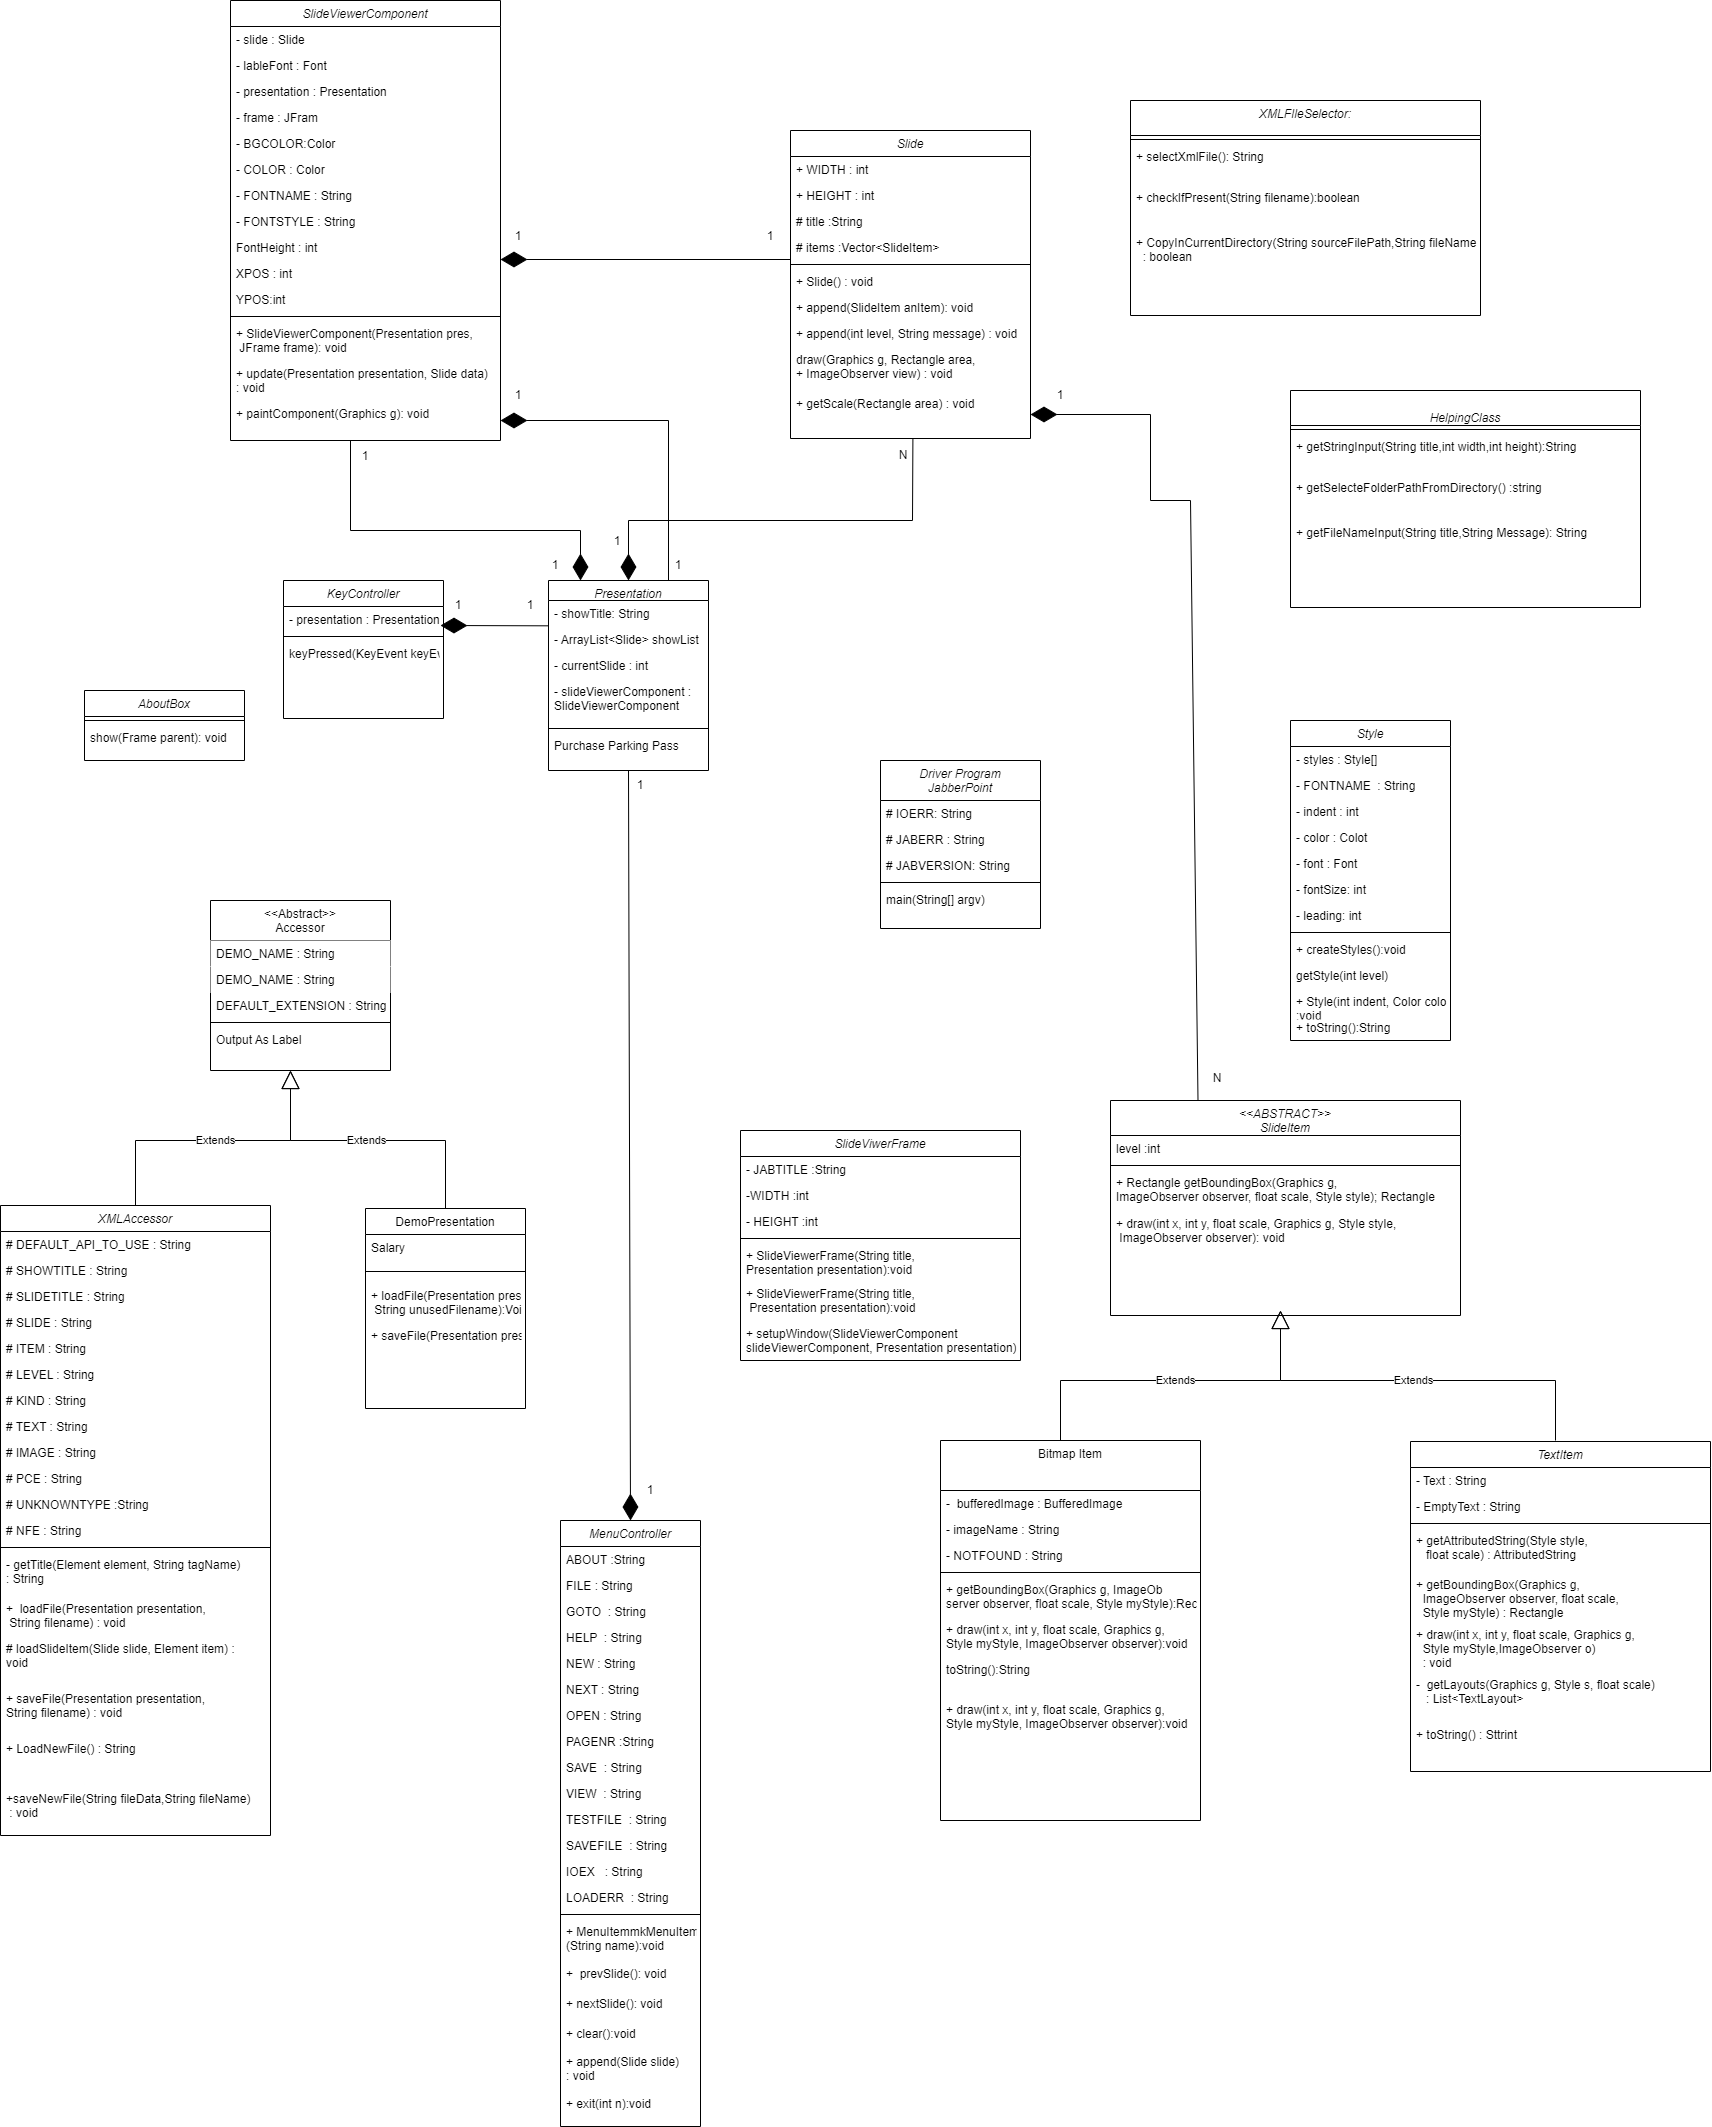 SlideViewerComponent
- slide : Slide
- lableFont : Font
- presentation : Presentation
- frame : JFram
- BGCOLOR:Color
- COLOR : Color
- FONTNAME : String
- FONTSTYLE : String
FontHeight : int
XPOS : int
YPOS:int
+ SlideViewerComponent(Presentation pres,
JFrame frame): void
+ update(Presentation presentation, Slide data)
: void
+ paintComponent(Graphics g): void
1
1
1
1
Slide
+ WIDTH : int
+ HEIGHT : int
# title :String
# items :Vector<SlideItem>
+ Slide() : void
+ append(SlideItem anItem): void
+ append(int level, String message) : void
draw(Graphics g, Rectangle area,
+ ImageObserver view) : void
+ getScale(Rectangle area) : void
1
N
XMLFIleSelector:
+ selectXmlFile(): String
+ checkIfPresent(String filename):boolean
+ CopyInCurrentDirectory(String sourceFilePath,String fileName
: boolean
HelpingClass
+ getStringInput(String title,int width,int height):String
+ getSelecteFolderPathFromDirectory() :string
+ getFileNameInput(String title,String Message): String
1
1
1
KeyController
- presentation : Presentation
keyPressed(KeyEvent keyEv
1
1
Presentation
- showTitle: String
- ArrayList<Slide> showList
- currentSlide : int
- slideViewerComponent :
SlideViewerComponent
Purchase Parking Pass
1
AboutBox
show(Frame parent): void
Driver Program
JabberPoint
# IOERR: String
# JABERR : String
# JABVERSION: String
main(String[] argv)
Style
- styles : Style[]
- FONTNAME : String
- indent : int
- color : Colot
- font : Font
- fontSize: int
- leading: int
+ createStyles():void
getStyle(int level)
+ Style(int indent, Color colo
:void
+ toString():String
<<Abstract>>
Accessor
DEMO_NAME : String
DEMO_NAME : String
DEFAULT_EXTENSION : String
Output As Label
Extends
Extends
N
<<ABSTRACT>>
SlideItem
level :int
+ Rectangle getBoundingBox(Graphics g,
ImageObserver observer, float scale, Style style); Rectangle
+ draw(int x, int y, float scale, Graphics g, Style style,
ImageObserver observer): void
SlideViwerFrame
- JABTITLE :String
-WIDTH :int
- HEIGHT :int
+ SlideViewerFrame(String title,
Presentation presentation):void
+ SlideViewerFrame(String title,
Presentation presentation):void
+ setupWindow(SlideViewerComponent
slideViewerComponent, Presentation presentation)
XMLAccessor
# DEFAULT_API_TO_USE : String
# SHOWTITLE : String
# SLIDETITLE : String
# SLIDE : String
# ITEM : String
# LEVEL : String
# KIND : String
# TEXT : String
# IMAGE : String
# PCE : String
# UNKNOWNTYPE :String
# NFE : String
- getTitle(Element element, String tagName)
: String
+ loadFile(Presentation presentation,
String filename) : void
# loadSlideItem(Slide slide, Element item) :
void
+ saveFile(Presentation presentation,
String filename) : void
+ LoadNewFile() : String
+saveNewFile(String fileData,String fileName)
: void
DemoPresentation
Salary
+ loadFile(Presentation pres
String unusedFilename):Voi
+ saveFile(Presentation pres
Extends
Extends
Bitmap Item
- bufferedImage : BufferedImage
- imageName : String
- NOTFOUND : String
+ getBoundingBox(Graphics g, ImageOb
server observer, float scale, Style myStyle):Rec
+ draw(int x, int y, float scale, Graphics g,
Style myStyle, ImageObserver observer):void
toString():String
+ draw(int x, int y, float scale, Graphics g,
Style myStyle, ImageObserver observer):void
TextItem
- Text : String
- EmptyText : String
+ getAttributedString(Style style,
float scale) : AttributedString
+ getBoundingBox(Graphics g,
ImageObserver observer, float scale,
Style myStyle) : Rectangle
+ draw(int x, int y, float scale, Graphics g,
Style myStyle,ImageObserver o)
: void
- getLayouts(Graphics g, Style s, float scale)
: List<TextLayout>
+ toString() : Sttrint
1
MenuController
ABOUT :String
FILE : String
GOTO : String
HELP : String
NEW : String
NEXT : String
OPEN : String
PAGENR :String
SAVE : String
VIEW : String
TESTFILE : String
SAVEFILE : String
IOEX : String
LOADERR : String
+ MenuItemmkMenuItem
(String name):void
+ prevSlide(): void
+ nextSlide(): void
+ clear():void
+ append(Slide slide)
: void
+ exit(int n):void